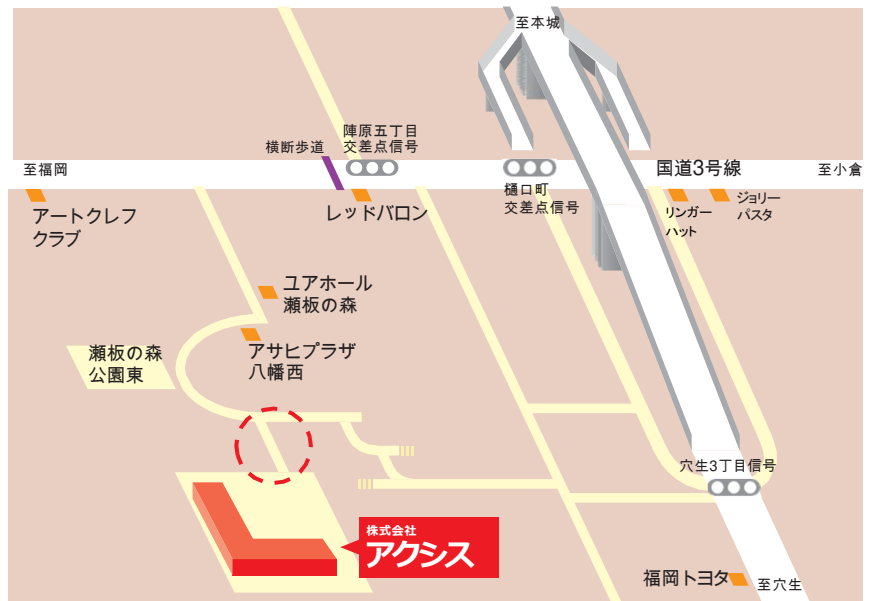 至本城
陣原五丁目
交差点信号
横断歩道
至福岡
国道3号線
至小倉
樋口町
交差点信号
アートクレフ
クラブ
レッドバロン
リンガー
ハット
ジョリー
パスタ
ユアホール
瀬板の森
瀬板の森
公園東
アサヒプラザ
八幡西
穴生3丁目信号
株式会社
アクシス
福岡トヨタ
至穴生